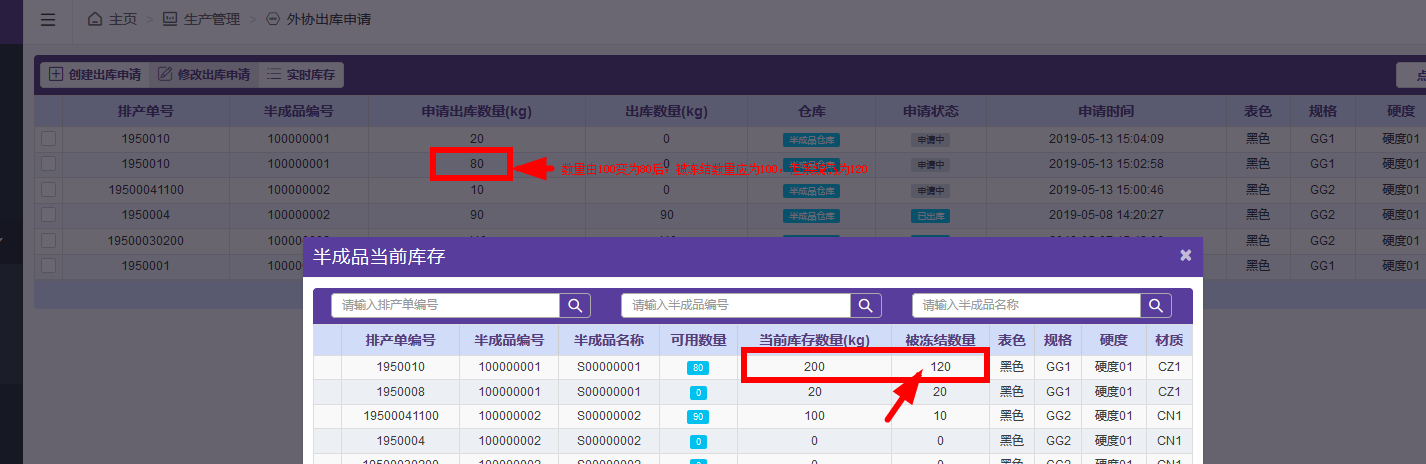 主页 > 生产管理 > 外协出库申请
创建出库申请 修改出库申请 实时库存 点
排产单号 半成品编号 申请出库数量(kg) 出库数量(kg) 仓库 申请状态 申请时间 表色 规格 硬度
1950010 100000001 20 0 半成品仓库 申请中 2019-05-13 15:04:09 黑色 GG1 硬度01
1950010 100000001 80 0 半成品仓库 申请中 2019-05-13 15:02:58 黑色 GG1 硬度01
数量由100变为80后，被冻结数量应为100，
19500041100 100000002 10 0 半成品仓库 申请中 2019-05-13 15:00:46 黑色 GG2 硬度01
1950004 100000002 90 90 半成品仓库 已出库 2019-05-08 14:20:27 黑色 GG2 硬度01
19500030200 黑色 GG2 硬度01
1950001 黑色 GG1 硬度01
半成品当前库存 ×
请输入排产单编号 请输入半成品编号 请输入半成品名称
排产单编号 半成品编号 半成品名称 可用数量 当前库存数量(kg) 被冻结数量 表色 规格 硬度 材质
1950010 100000001 S00000001 80 200 120 黑色 GG1 硬度01 CZ1
1950008 100000001 S00000001 0 20 20 黑色 GG1 硬度01 CZ1
19500041100 100000002 S00000002 90 100 10 黑色 GG2 硬度01 CN1
1950004 100000002 S00000002 0 0 0 黑色 GG2 硬度01 CN1